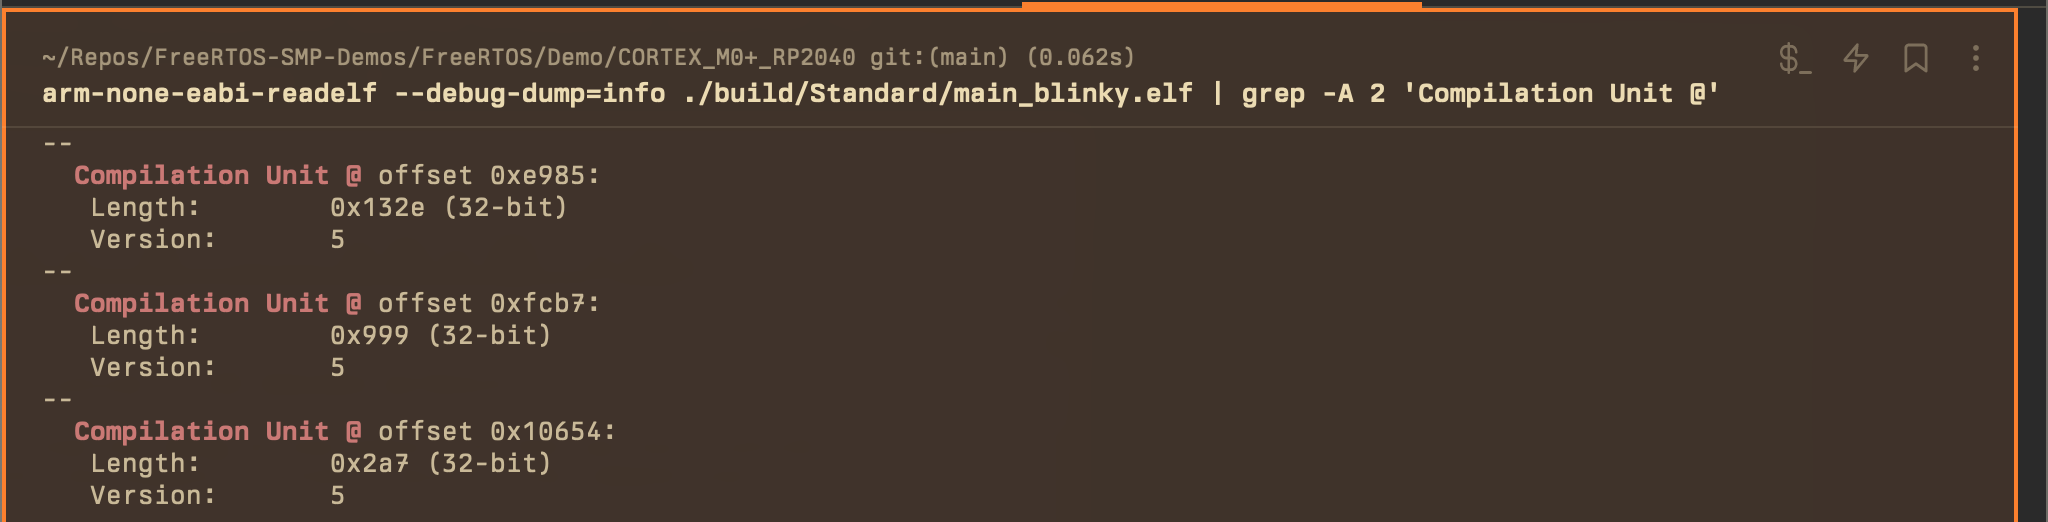 ~/Repos/FreeRTOS-SMP-Demos/FreeRTOS/Demo/CORTEX_M0+_RP2040 git:(main) (0.062s)
$_
arm-none-eabi-readelf --debug-dump=info ./build/Standard/main_blinky.elf | grep -A 2 'Compilation Unit @'
--
  Compilation Unit @ offset 0xe985:
   Length:        0x132e (32-bit)
   Version:       5
--
  Compilation Unit @ offset 0xfcb7:
   Length:        0x999 (32-bit)
   Version:       5
--
  Compilation Unit @ offset 0x10654:
   Length:        0x2a7 (32-bit)
   Version:       5